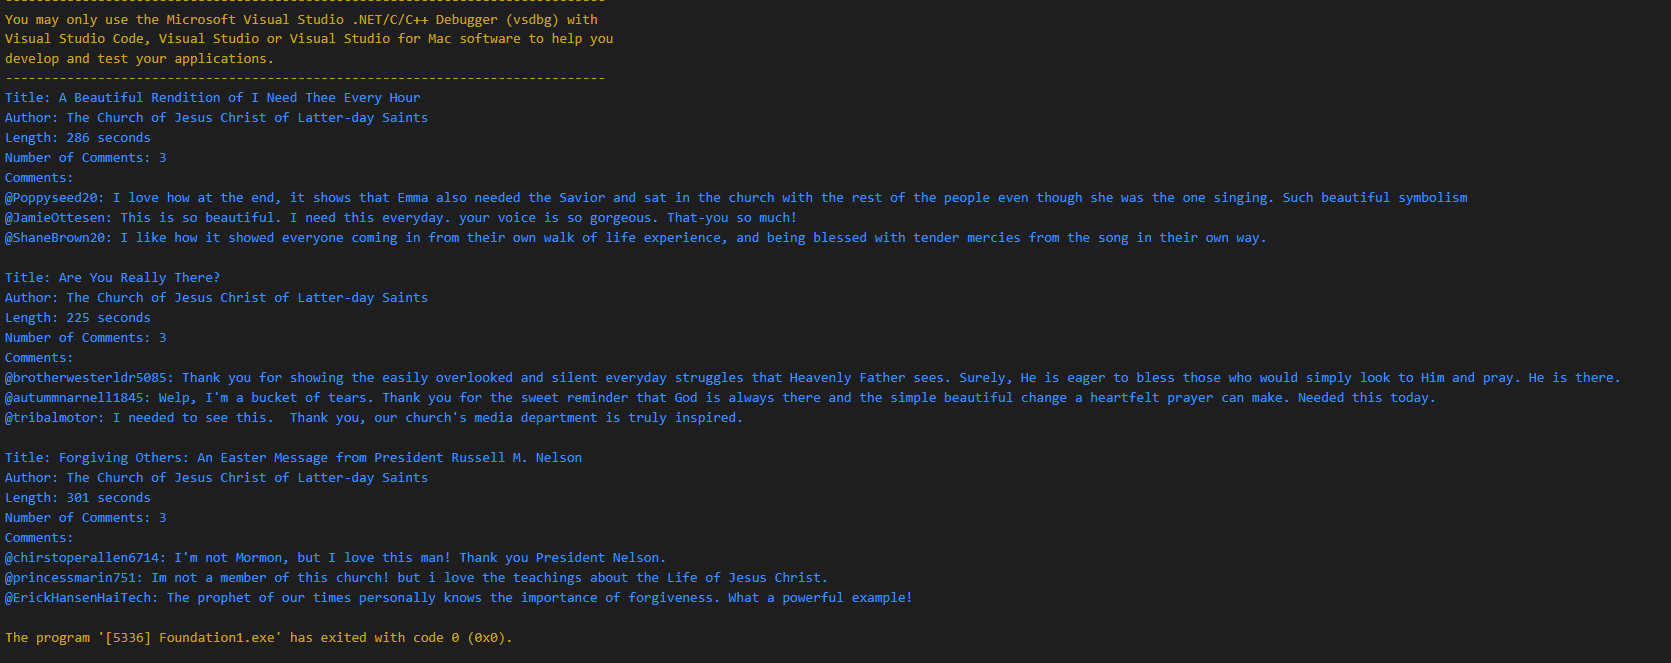 ------------------------------------------------------------------------------
You may only use the Microsoft Visual Studio .NET/C/C++ Debugger (vsdbg) with
Visual Studio Code, Visual Studio or Visual Studio for Mac software to help you
develop and test your applications.
------------------------------------------------------------------------------
Title: A Beautiful Rendition of I Need Thee Every Hour
Author: The Church of Jesus Christ of Latter-day Saints
Length: 286 seconds
Number of Comments: 3
Comments:
@Poppyseed20: I love how at the end, it shows that Emma also needed the Savior and sat in the church with the rest of the people even though she was the one singing. Such beautiful symbolism
@JamieOttesen: This is so beautiful. I need this everyday. your voice is so gorgeous. That-you so much!
@ShaneBrown20: I like how it showed everyone coming in from their own walk of life experience, and being blessed with tender mercies from the song in their own way.

Title: Are You Really There?
Author: The Church of Jesus Christ of Latter-day Saints
Length: 225 seconds
Number of Comments: 3
Comments:
@brotherwesterldr5085: Thank you for showing the easily overlooked and silent everyday struggles that Heavenly Father sees. Surely, He is eager to bless those who would simply look to Him and pray. He is there.
@autummnarnell1845: Welp, I'm a bucket of tears. Thank you for the sweet reminder that God is always there and the simple beautiful change a heartfelt prayer can make. Needed this today.
@tribalmotor: I needed to see this.  Thank you, our church's media department is truly inspired.

Title: Forgiving Others: An Easter Message from President Russell M. Nelson
Author: The Church of Jesus Christ of Latter-day Saints
Length: 301 seconds
Number of Comments: 3
Comments:
@chirstoperallen6714: I'm not Mormon, but I love this man! Thank you President Nelson.
@princessmarin751: Im not a member of this church! but i love the teachings about the Life of Jesus Christ.
@ErickHansenHaiTech: The prophet of our times personally knows the importance of forgiveness. What a powerful example!

The program '[5336] Foundation1.exe' has exited with code 0 (0x0).